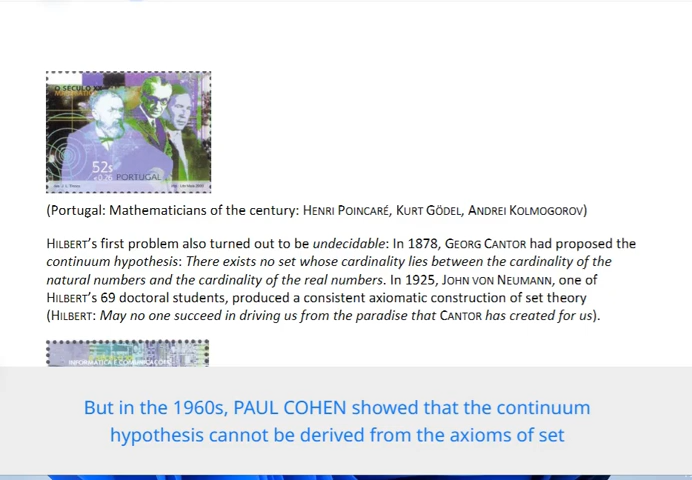 O SÉCULO XX
52s
PORTUGAL
(Portugal: Mathematicians of the century: HENRI POINCARÉ, KURT GÖDEL, ANDREI KOLMOGOROV)
HILBERT's first problem also turned out to be undecidable: In 1878, GEORG CANTOR had proposed the
continuum hypothesis: There exists no set whose cardinality lies between the cardinality of the
natural numbers and the cardinality of the real numbers. In 1925, JOHN VON NEUMANN, one of
HILBERT's 69 doctoral students, produced a consistent axiomatic construction of set theory
(HILBERT: May no one succeed in driving us from the paradise that CANTOR has created for us).
But in the 1960s, PAUL COHEN showed that the continuum
hypothesis cannot be derived from the axioms of set